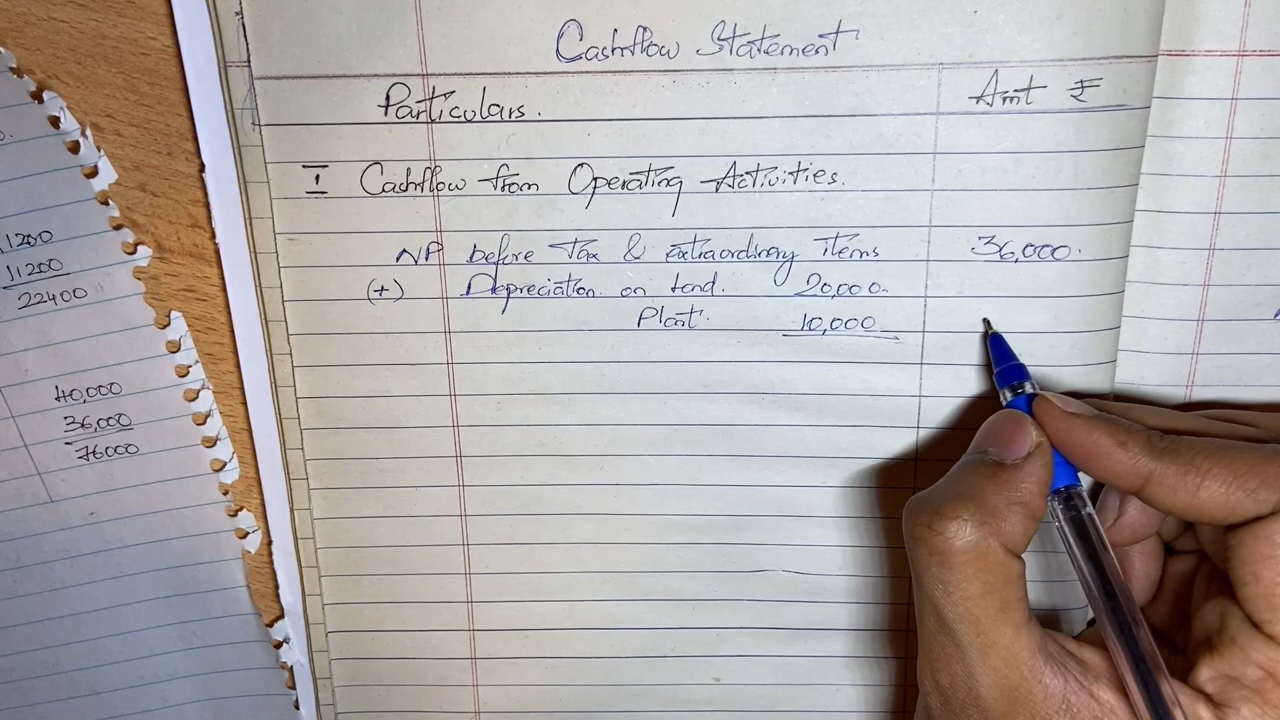 Cashflow Statement
Particulars. Amt ₹
I Cashflow from Operating Activities.
NP before tax & extraordinary items 36,000.
(+) Depreciation. on Land. 20,000.
Plant. 10,000
11200
11200
22400
40,000
36,000
76000